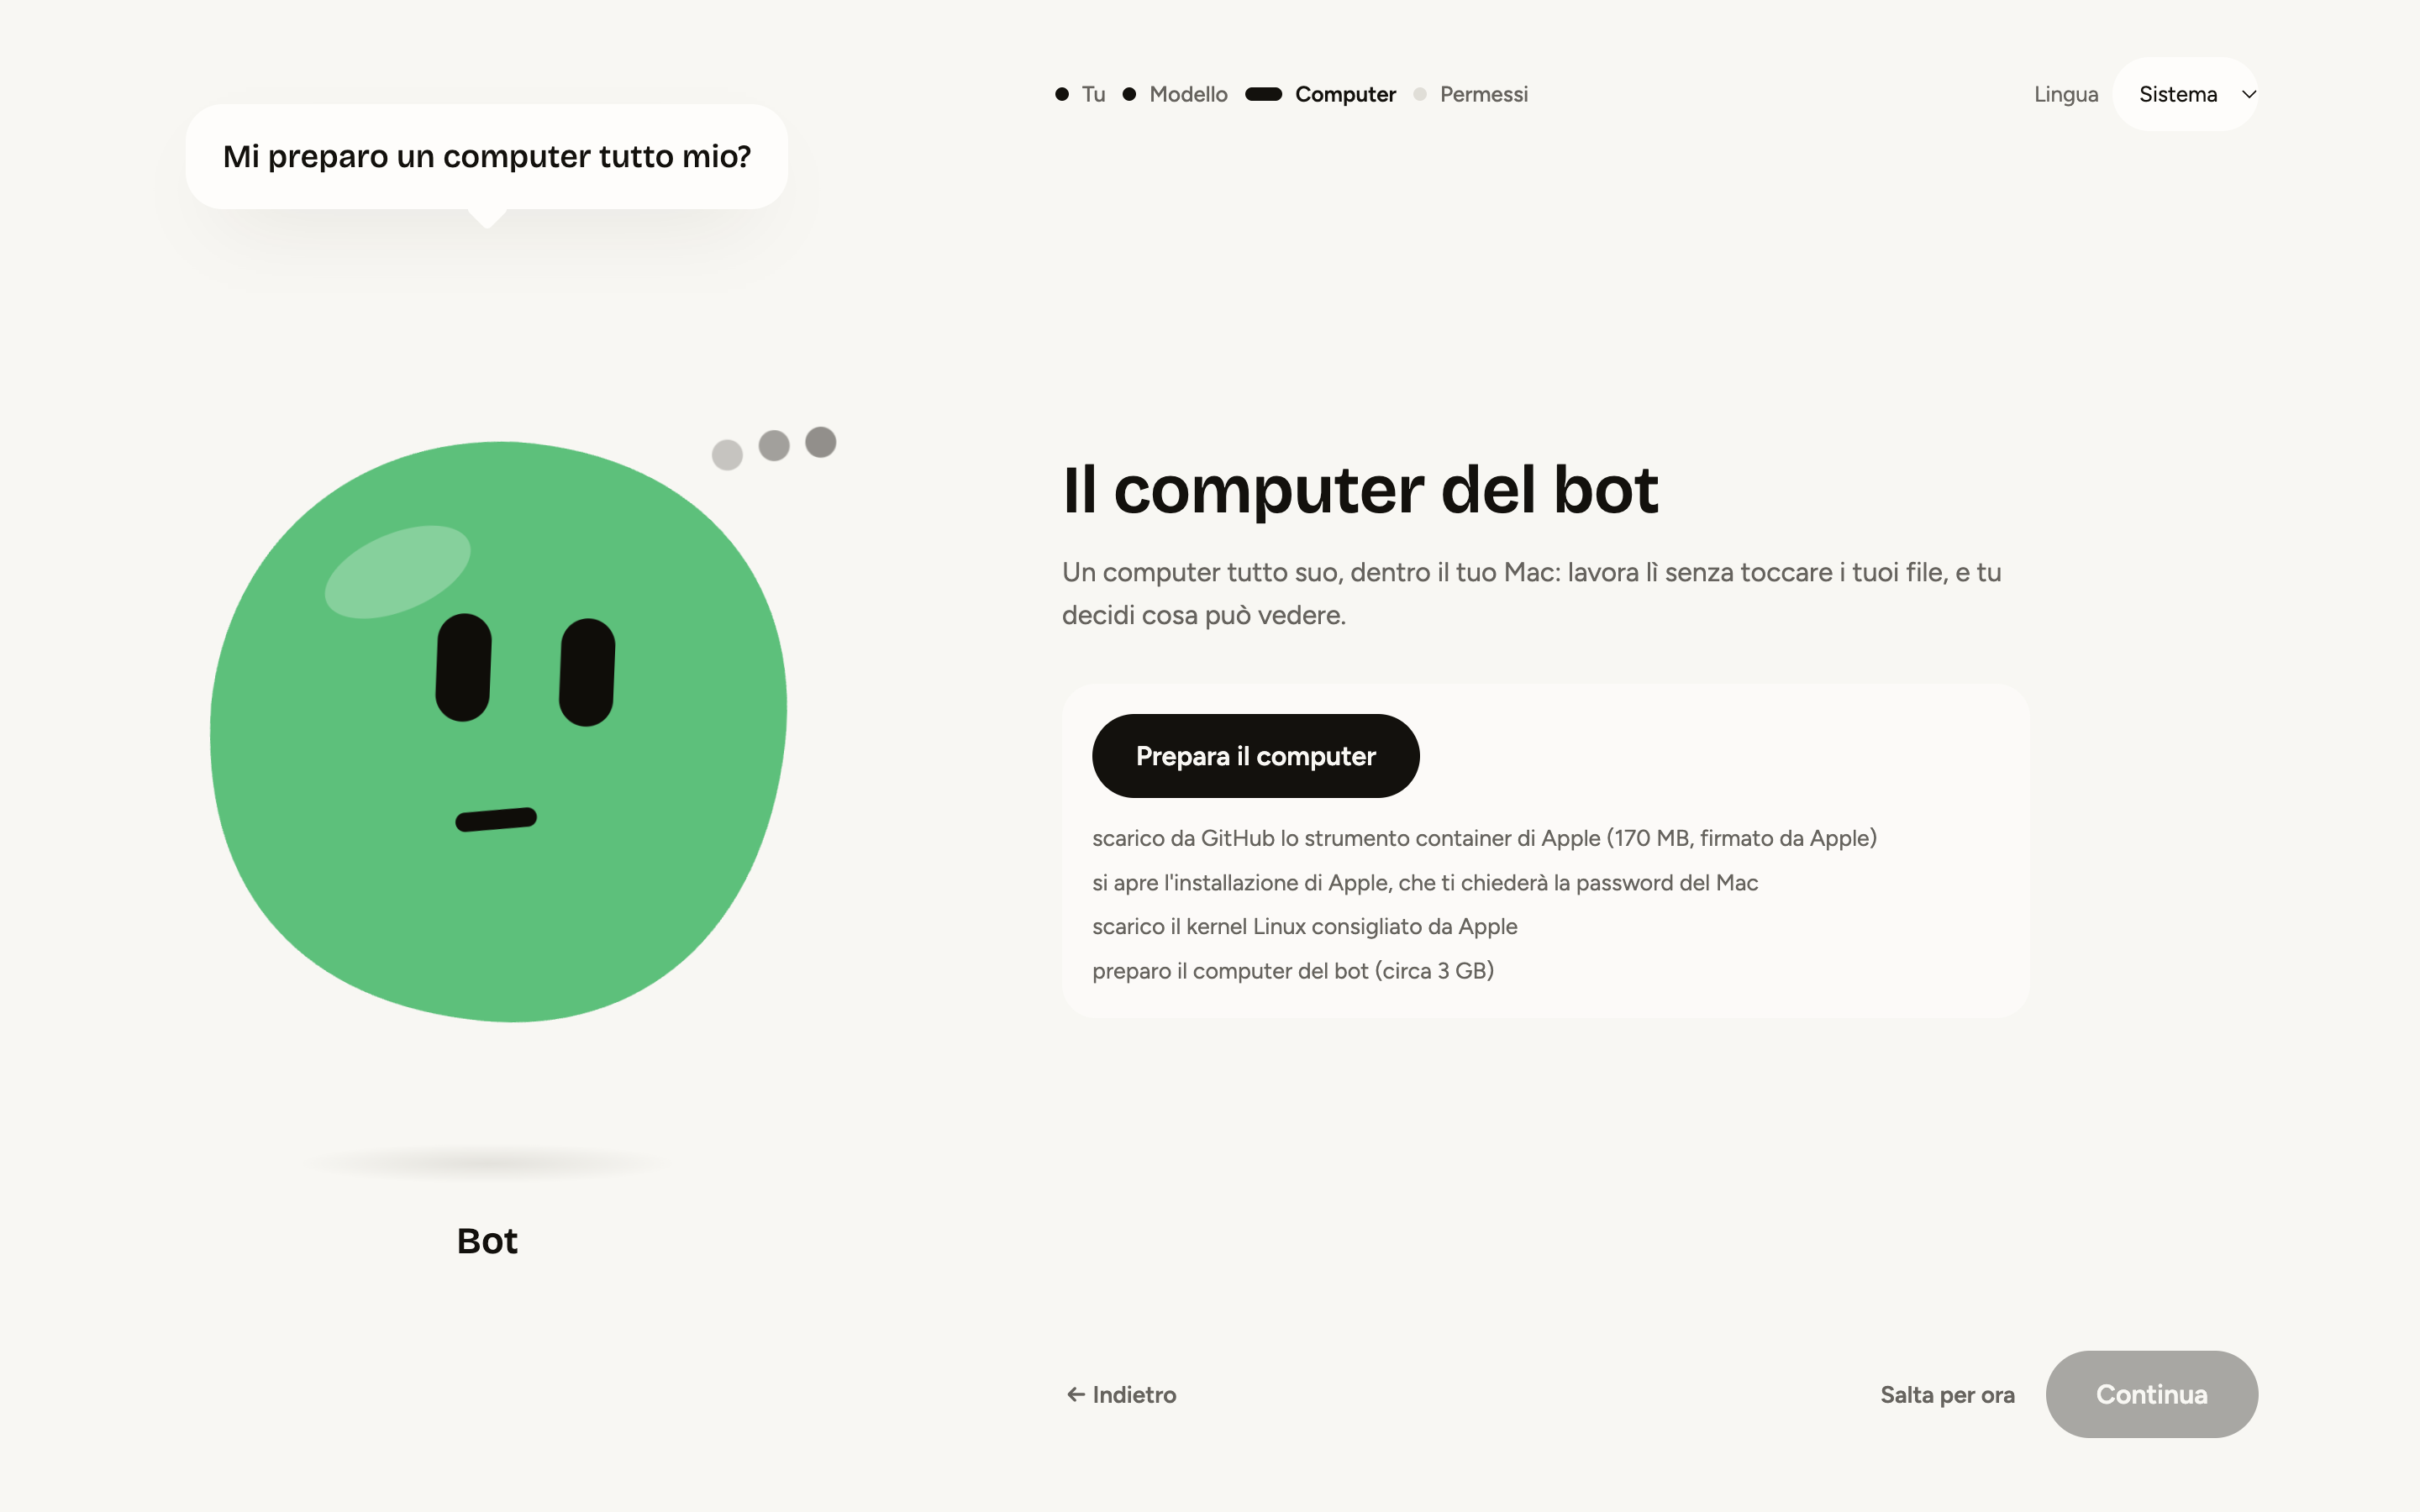 Mi preparo un computer tutto mio?
Tu
Modello
Computer
Permessi
Lingua
Sistema
Il computer del bot
Un computer tutto suo, dentro il tuo Mac: lavora lì senza toccare i tuoi file, e tu
decidi cosa può vedere.
Prepara il computer
scarico da GitHub lo strumento container di Apple (170 MB, firmato da Apple)
si apre l'installazione di Apple, che ti chiederà la password del Mac
scarico il kernel Linux consigliato da Apple
preparo il computer del bot (circa 3 GB)
Bot
Indietro
Salta per ora
Continua